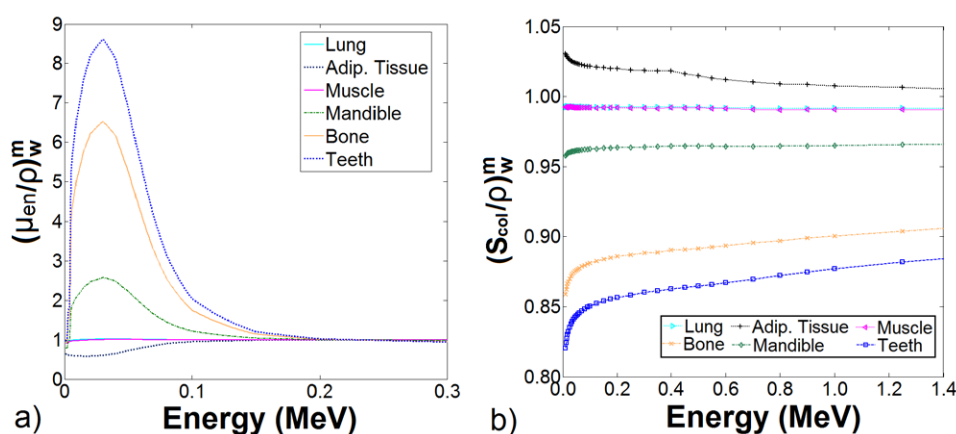 9
8
7
6
5
4
3
2
1
0
0
0.1
0.2
0.3
(μen/ρ)ᵐw
Energy (MeV)
Lung
Adip. Tissue
Muscle
Mandible
Bone
Teeth
a)
1.05
1.00
0.95
0.90
0.85
0.80
0.0 0.2 0.4 0.6 0.8 1.0 1.2 1.4
(Scol/ρ)ᵐw
Energy (MeV)
Lung Adip. Tissue Muscle
Bone Mandible Teeth
b)